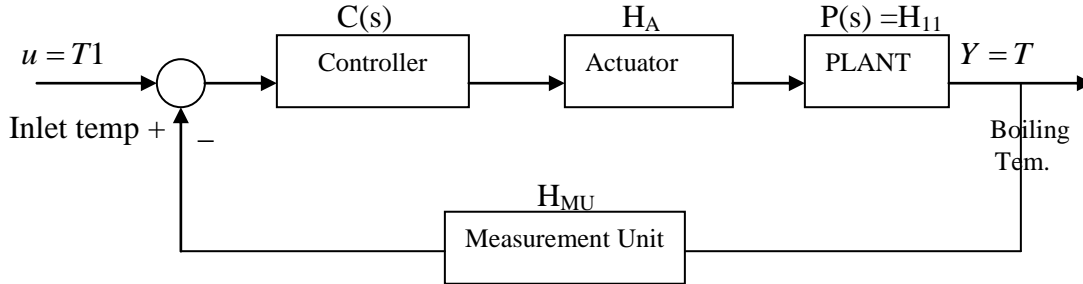 C(s)
H_A
P(s) =H_11
u = T1
Controller
Actuator
PLANT
Y = T
Inlet temp +
−
Boiling
Tem.
H_MU
Measurement Unit